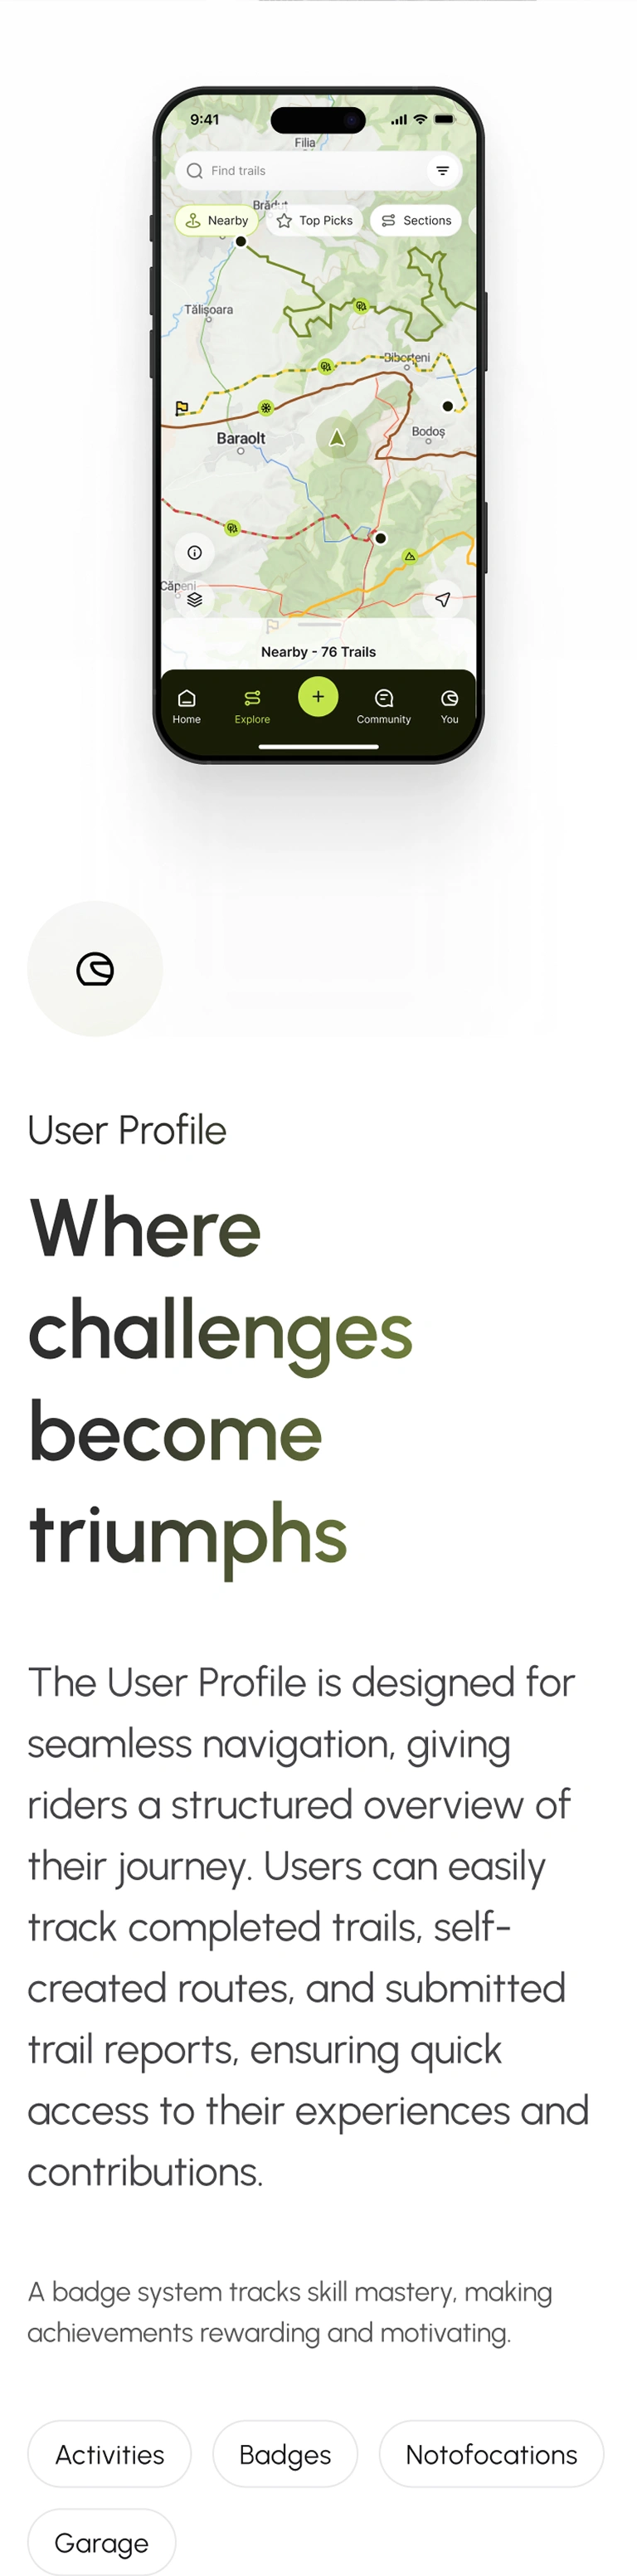 9:41
Filia
Find trails
Brăduț
Nearby
Top Picks
Sections
Tălișoara
Biborțeni
Baraolt
Bodoș
Căpeni
Nearby - 76 Trails
Home
Explore
Community
You
User Profile
Where
challenges
become
triumphs
The User Profile is designed for
seamless navigation, giving
riders a structured overview of
their journey. Users can easily
track completed trails, self-
created routes, and submitted
trail reports, ensuring quick
access to their experiences and
contributions.
A badge system tracks skill mastery, making
achievements rewarding and motivating.
Activities
Badges
Notofocations
Garage